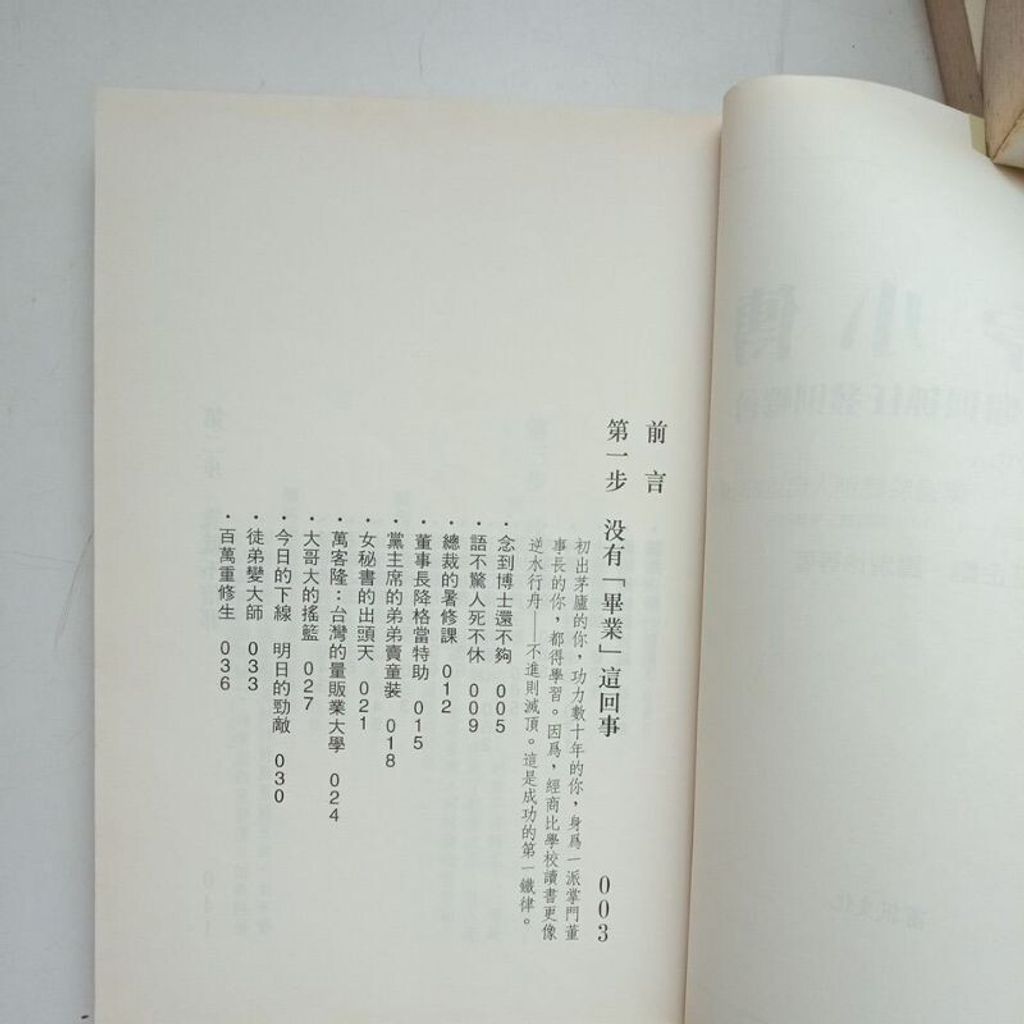 前言
第一步 没有「畢業」這回事 003
初出茅廬的你，功力數十年的你，身爲一派掌門董
事長的你，都得學習。因爲，經商比學校讀書更像
逆水行舟——不進則滅頂。這是成功的第一鐵律。
・念到博士還不夠 005
・語不驚人死不休 009
・總裁的暑修課 012
・董事長降格當特助 015
・黨主席的弟弟賣童裝 018
・女秘書的出頭天 021
・萬客隆：台灣的量販業大學 024
・大哥大的搖籃 027
・今日的下線 明日的勁敵 030
・徒弟變大師 033
・百萬重修生 036